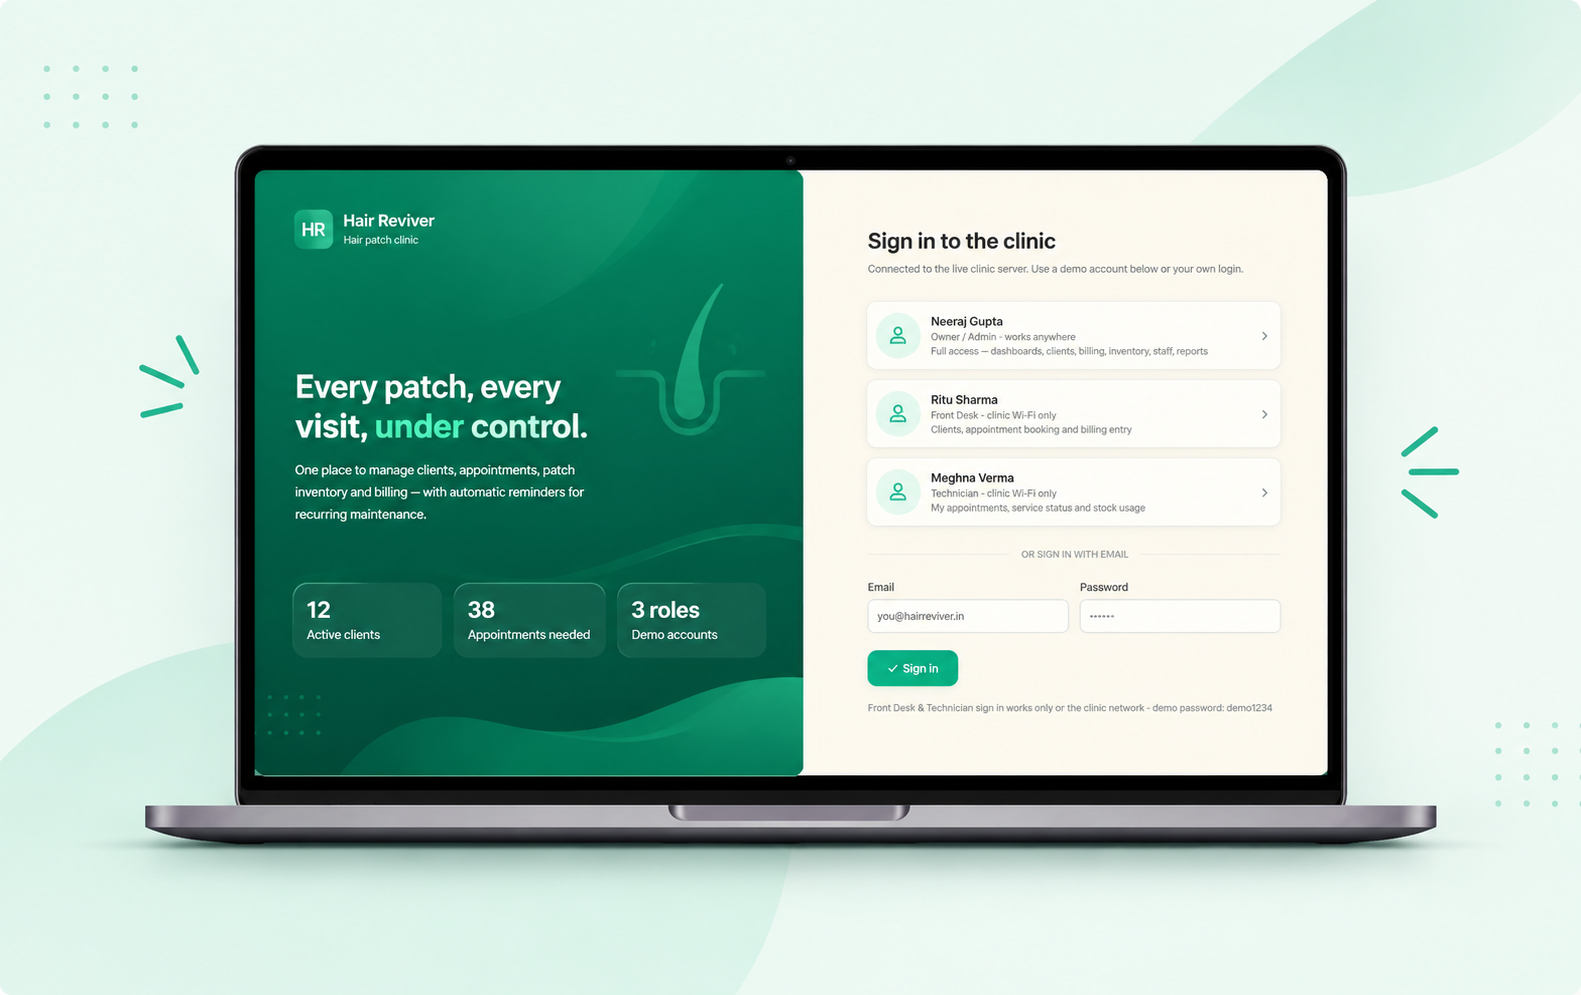 HR
Hair Reviver
Hair patch clinic
Every patch, every
visit, under control.
One place to manage clients, appointments, patch
inventory and billing — with automatic reminders for
recurring maintenance.
12
Active clients
38
Appointments needed
3 roles
Demo accounts
Sign in to the clinic
Connected to the live clinic server. Use a demo account below or your own login.
Neeraj Gupta
Owner / Admin - works anywhere
Full access — dashboards, clients, billing, inventory, staff, reports
Ritu Sharma
Front Desk - clinic Wi-Fi only
Clients, appointment booking and billing entry
Meghna Verma
Technician - clinic Wi-Fi only
My appointments, service status and stock usage
OR SIGN IN WITH EMAIL
Email
Password
you@hairreviver.in
••••••
Sign in
Front Desk & Technician sign in works only or the clinic network - demo password: demo1234